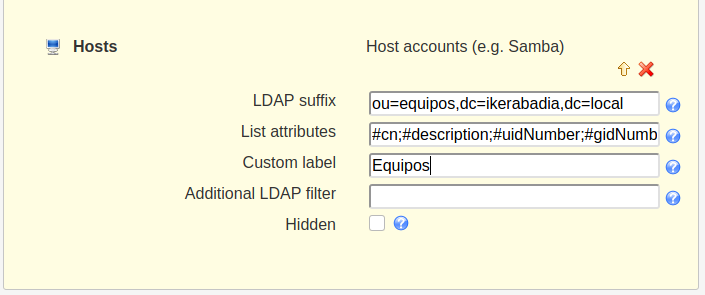 Hosts Host accounts (e.g. Samba)
LDAP suffix ou=equipos,dc=ikerabadia,dc=local
List attributes #cn;#description;#uidNumber;#gidNumb
Custom label Equipos
Additional LDAP filter
Hidden